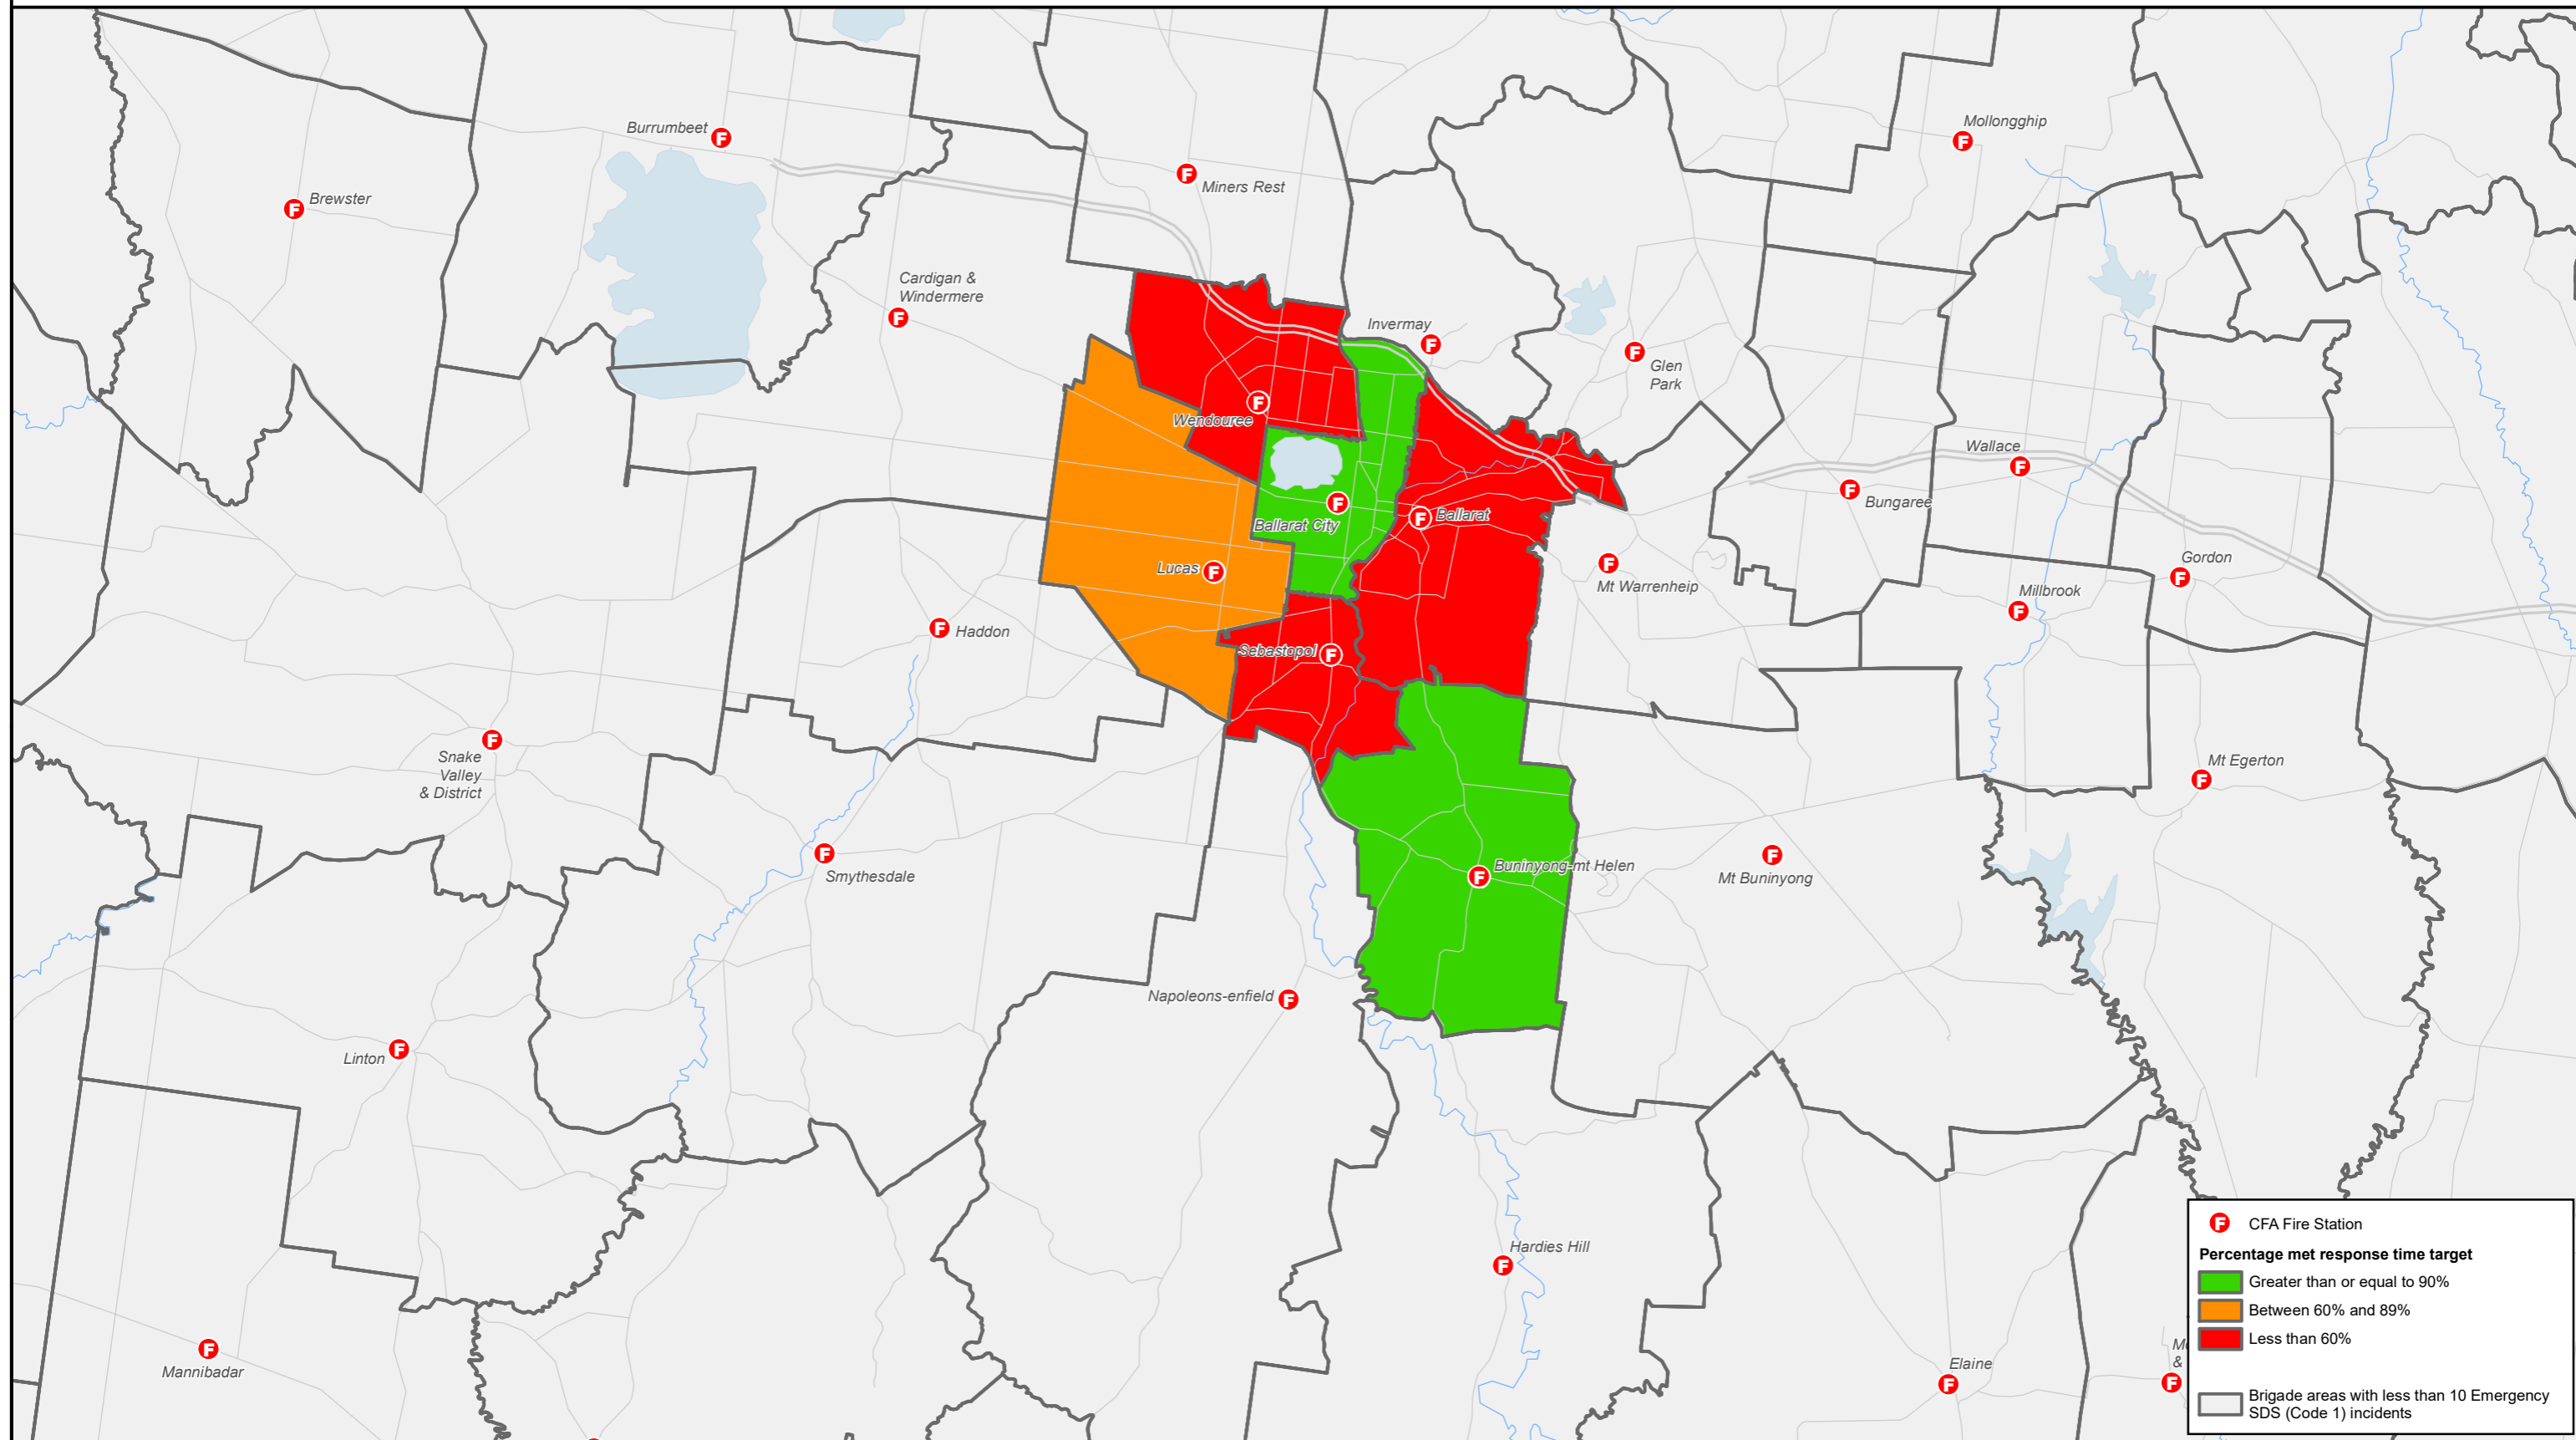 Mollongghip
Burrumbeet
Miners Rest
Brewster
Cardigan &
Windermere
Invermay
Glen
Park
Wendouree
Wallace
Bungaree
Ballarat City
Ballarat
Gordon
Lucas
Mt Warrenheip
Millbrook
Haddon
Sebastopol
Snake
Valley
& District
Mt Egerton
Smythesdale
Buninyong-mt Helen
Mt Buninyong
Napoleons-enfield
Linton
Hardies Hill
Mannibadar
Elaine
&
F CFA Fire Station
Percentage met response time target
Greater than or equal to 90%
Between 60% and 89%
Less than 60%
Brigade areas with less than 10 Emergency
SDS (Code 1) incidents